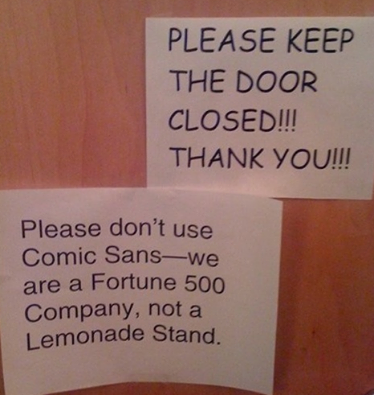 PLEASE KEEP
THE DOOR
CLOSED!!!
THANK YOU!!!
Please don't use
Comic Sans—we
are a Fortune 500
Company, not a
Lemonade Stand.